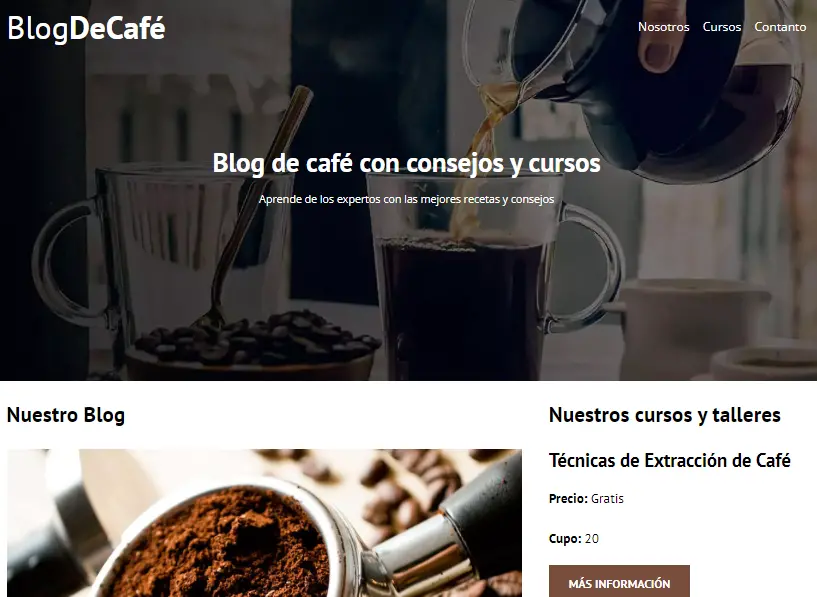 BlogDeCafé
Nosotros Cursos Contanto
Blog de café con consejos y cursos
Aprende de los expertos con las mejores recetas y consejos
Nuestro Blog
Nuestros cursos y talleres
Técnicas de Extracción de Café
Precio: Gratis
Cupo: 20
MÁS INFORMACIÓN